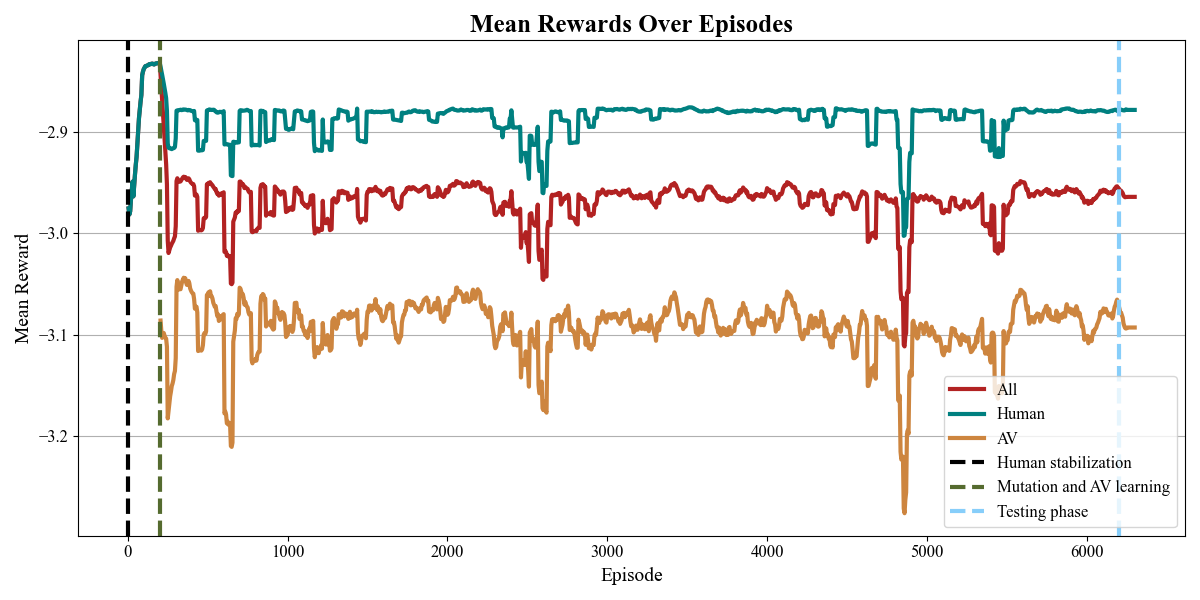 Mean Rewards Over Episodes
Mean Reward
−2.9
−3.0
−3.1
−3.2
0
1000
2000
3000
4000
5000
6000
Episode
All
Human
AV
Human stabilization
Mutation and AV learning
Testing phase